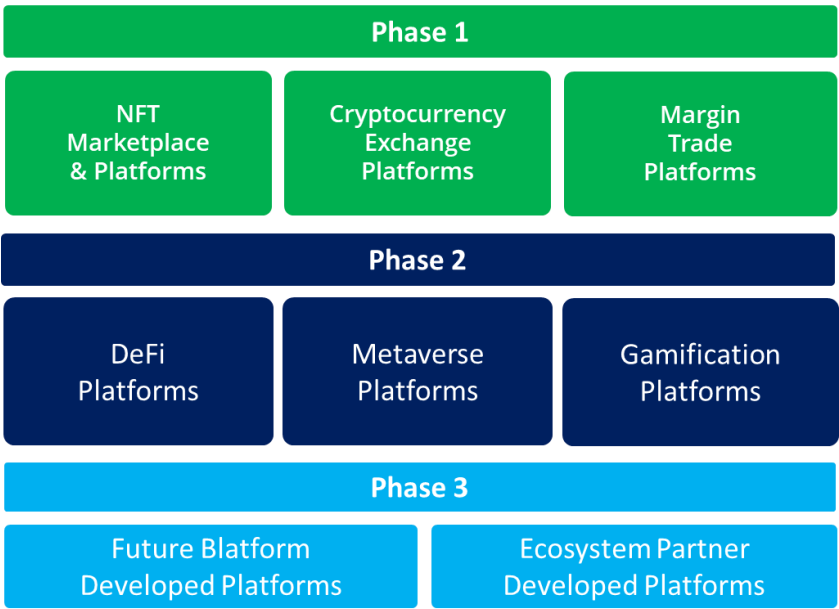 Phase 1
NFT
Marketplace
& Platforms
Cryptocurrency
Exchange
Platforms
Margin
Trade
Platforms
Phase 2
DeFi
Platforms
Metaverse
Platforms
Gamification
Platforms
Phase 3
Future Blatform
Developed Platforms
Ecosystem Partner
Developed Platforms